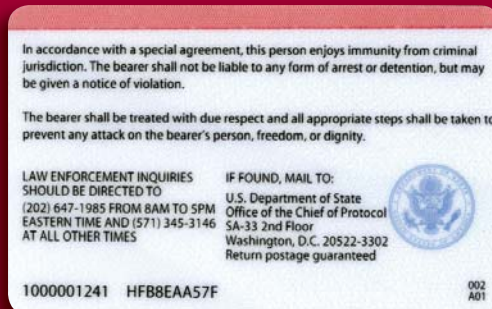 In accordance with a special agreement, this person enjoys immunity from criminal
jurisdiction. The bearer shall not be liable to any form of arrest or detention, but may
be given a notice of violation.
The bearer shall be treated with due respect and all appropriate steps shall be taken to
prevent any attack on the bearer's person, freedom, or dignity.
LAW ENFORCEMENT INQUIRIES
SHOULD BE DIRECTED TO
(202) 647-1985 FROM 8AM TO 5PM
EASTERN TIME AND (571) 345-3146
AT ALL OTHER TIMES
IF FOUND, MAIL TO:
U.S. Department of State
Office of the Chief of Protocol
SA-33 2nd Floor
Washington, D.C. 20522-3302
Return postage guaranteed
1000001241 HFB8EAA57F
002
A01